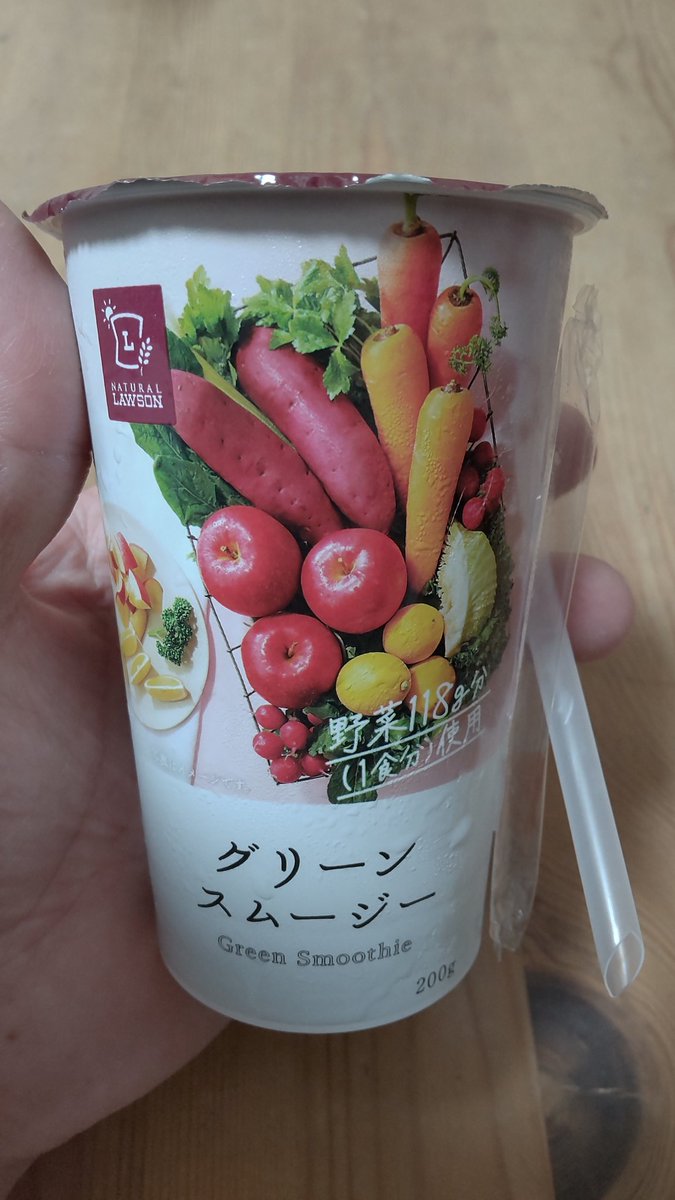 L
NATURAL
LAWSON
野菜118g分
(1食分)使用
グリーン
スムージー
Green Smoothie
200g